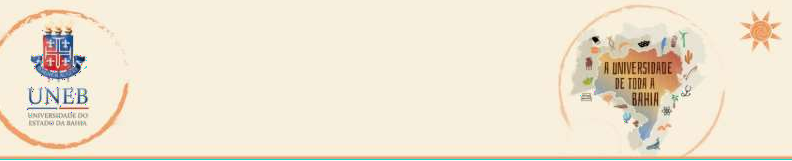 UNEB
UNIVERSIDADE DO
ESTADO DA BAHIA
A UNIVERSIDADE
DE TODA A
BAHIA